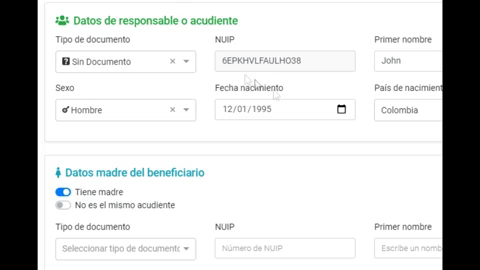 Datos de responsable o acudiente
Tipo de documento NUIP Primer nombre
Sin Documento 6EPKHVLFAULHO38 John
Sexo Fecha nacimiento País de nacimient
Hombre 12/01/1995 Colombia
Datos madre del beneficiario
Tiene madre
No es el mismo acudiente
Tipo de documento NUIP Primer nombre
Seleccionar tipo de documento Número de NUIP Escribe un nomb